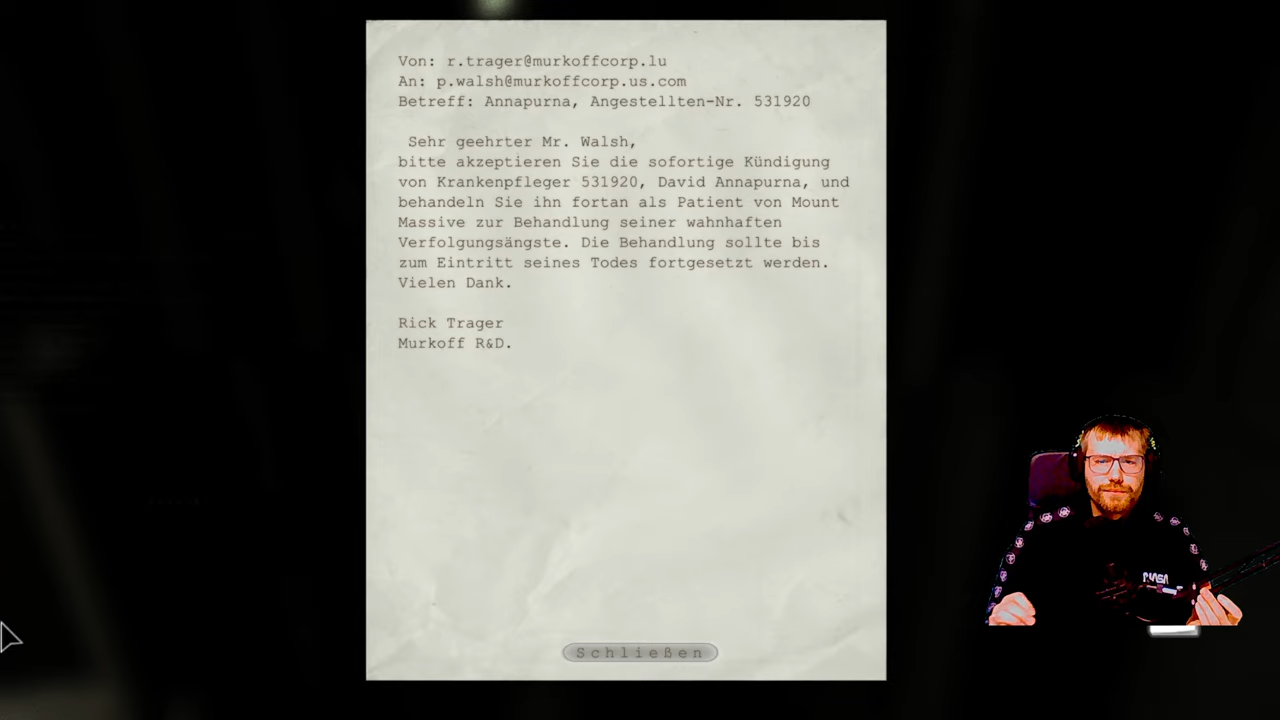 Von: r.trager@murkoffcorp.lu
An: p.walsh@murkoffcorp.us.com
Betreff: Annapurna, Angestellten-Nr. 531920
Sehr geehrter Mr. Walsh,
bitte akzeptieren Sie die sofortige Kündigung
von Krankenpfleger 531920, David Annapurna, und
behandeln Sie ihn fortan als Patient von Mount
Massive zur Behandlung seiner wahnhaften
Verfolgungsängste. Die Behandlung sollte bis
zum Eintritt seines Todes fortgesetzt werden.
Vielen Dank.
Rick Trager
Murkoff R&D.
NASA
Schließen